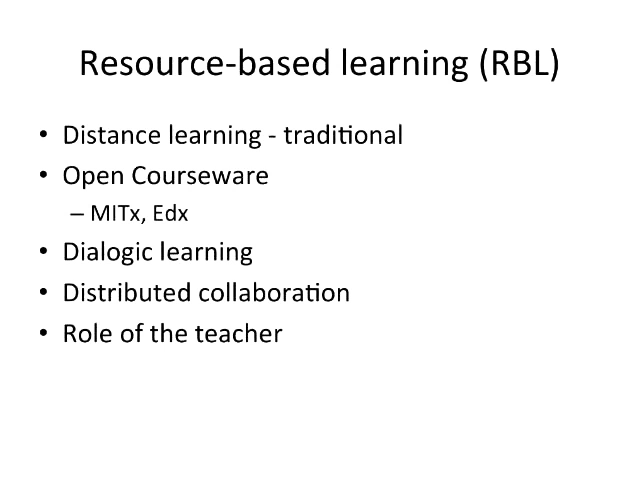 Resource-based learning (RBL)
• Distance learning - traditional
• Open Courseware
– MITx, Edx
• Dialogic learning
• Distributed collaboration
• Role of the teacher